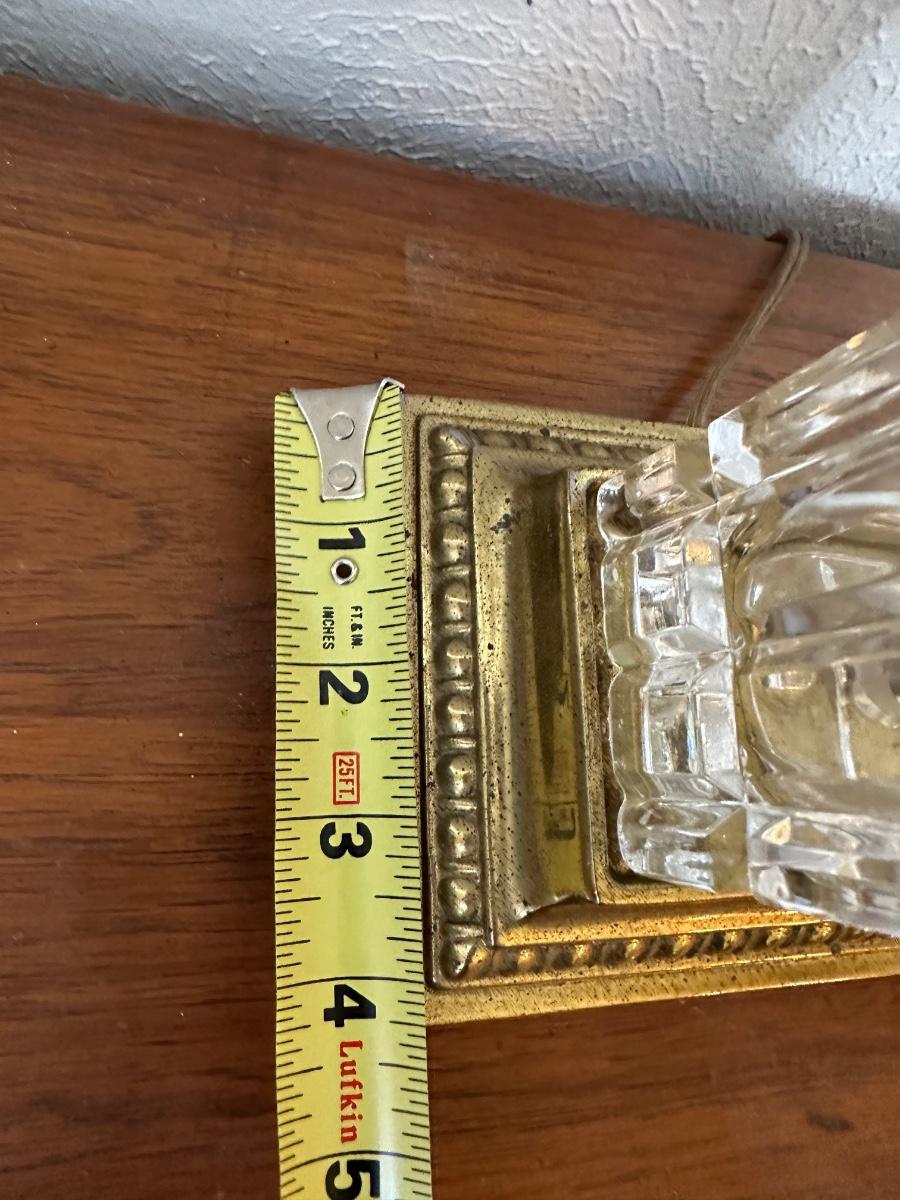 1
FT. & IN.
INCHES
2
25FT.
3
4
Lufkin
5